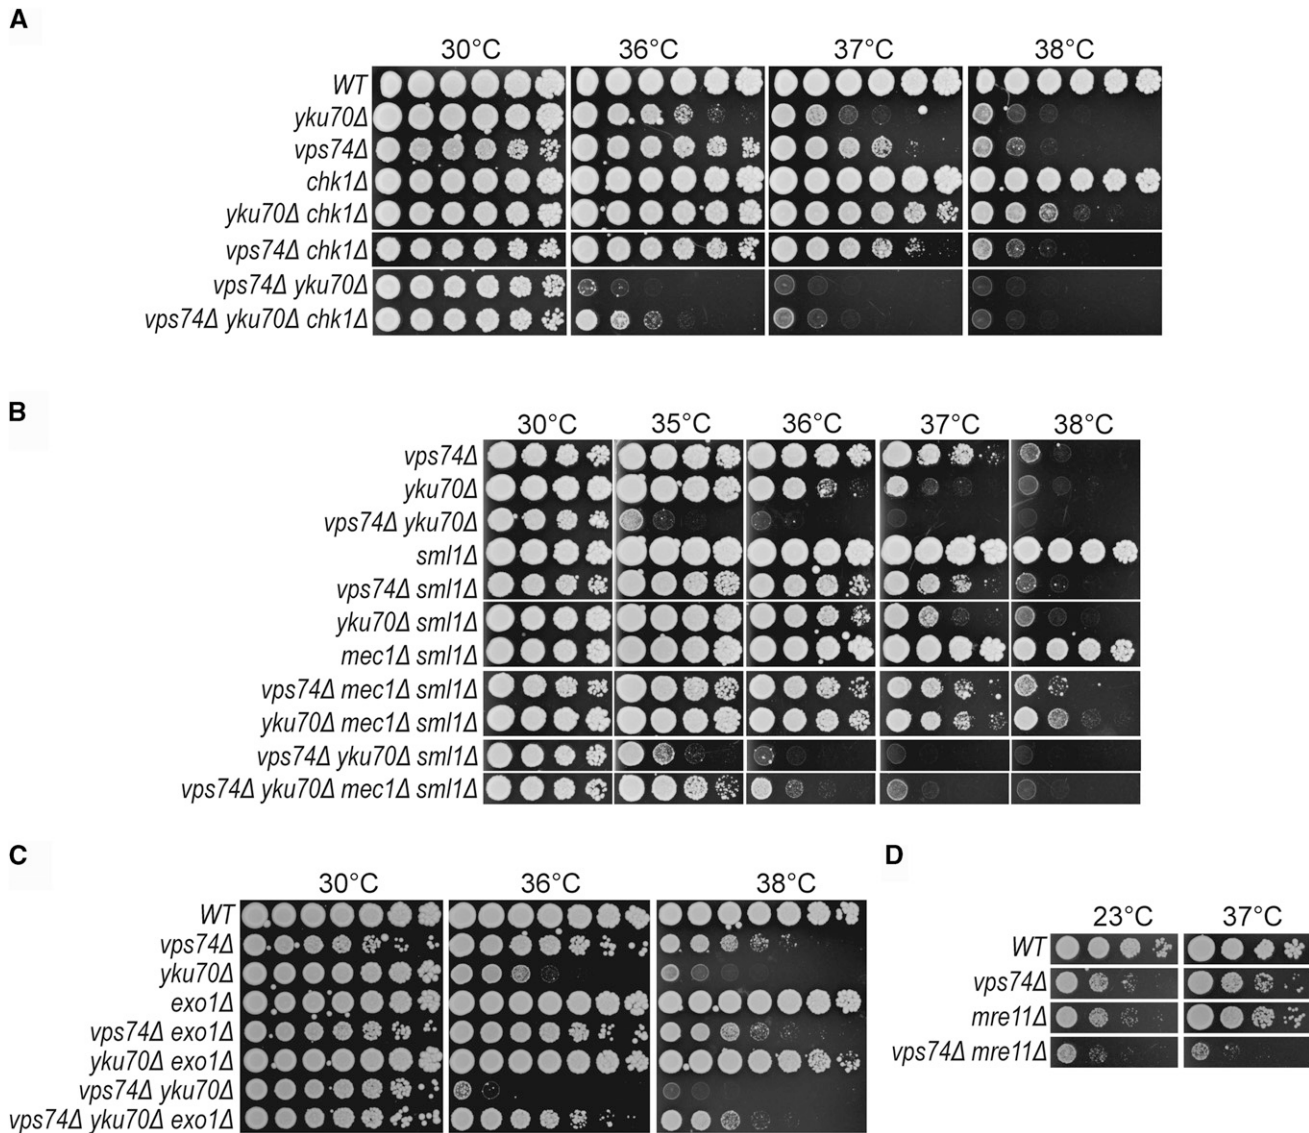 A
30°C 36°C 37°C 38°C
WT
yku70Δ
vps74Δ
chk1Δ
yku70Δ chk1Δ
vps74Δ chk1Δ
vps74Δ yku70Δ
vps74Δ yku70Δ chk1Δ
B
30°C 35°C 36°C 37°C 38°C
vps74Δ
yku70Δ
vps74Δ yku70Δ
sml1Δ
vps74Δ sml1Δ
yku70Δ sml1Δ
mec1Δ sml1Δ
vps74Δ mec1Δ sml1Δ
yku70Δ mec1Δ sml1Δ
vps74Δ yku70Δ sml1Δ
vps74Δ yku70Δ mec1Δ sml1Δ
C
30°C 36°C 38°C
WT
vps74Δ
yku70Δ
exo1Δ
vps74Δ exo1Δ
yku70Δ exo1Δ
vps74Δ yku70Δ
vps74Δ yku70Δ exo1Δ
D
23°C 37°C
WT
vps74Δ
mre11Δ
vps74Δ mre11Δ